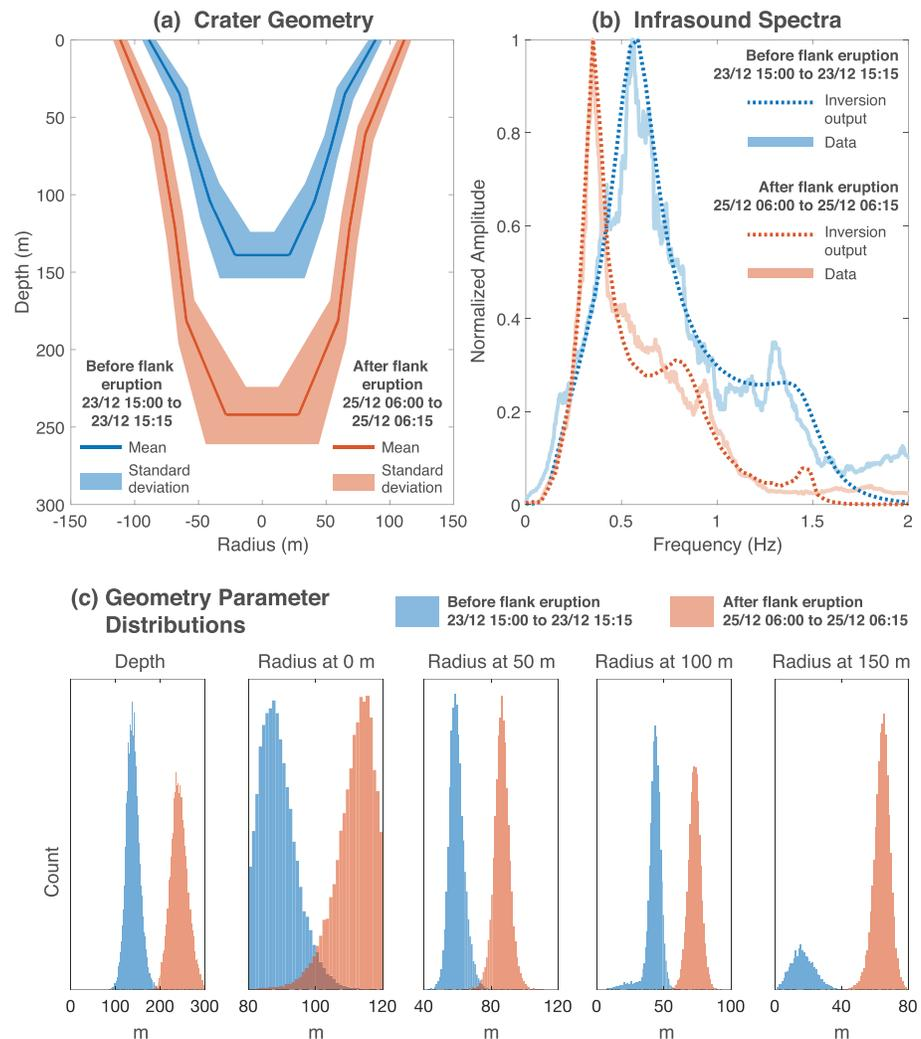 (a) Crater Geometry
0
50
100
150
200
250
300
Depth (m)
-150
-100
-50
0
50
100
150
Radius (m)
Before flank
eruption
23/12 15:00 to
23/12 15:15
Mean
Standard
deviation
After flank
eruption
25/12 06:00 to
25/12 06:15
Mean
Standard
deviation
(b) Infrasound Spectra
1
0.8
0.6
0.4
0.2
0
Normalized Amplitude
0
0.5
1
1.5
2
Frequency (Hz)
Before flank eruption
23/12 15:00 to 23/12 15:15
Inversion
output
Data
After flank eruption
25/12 06:00 to 25/12 06:15
Inversion
output
Data
(c) Geometry Parameter
Distributions
Before flank eruption
23/12 15:00 to 23/12 15:15
After flank eruption
25/12 06:00 to 25/12 06:15
Depth
Count
0 100 200 300
m
Radius at 0 m
80 100 120
m
Radius at 50 m
40 80 120
m
Radius at 100 m
0 50 100
m
Radius at 150 m
0 40 80
m